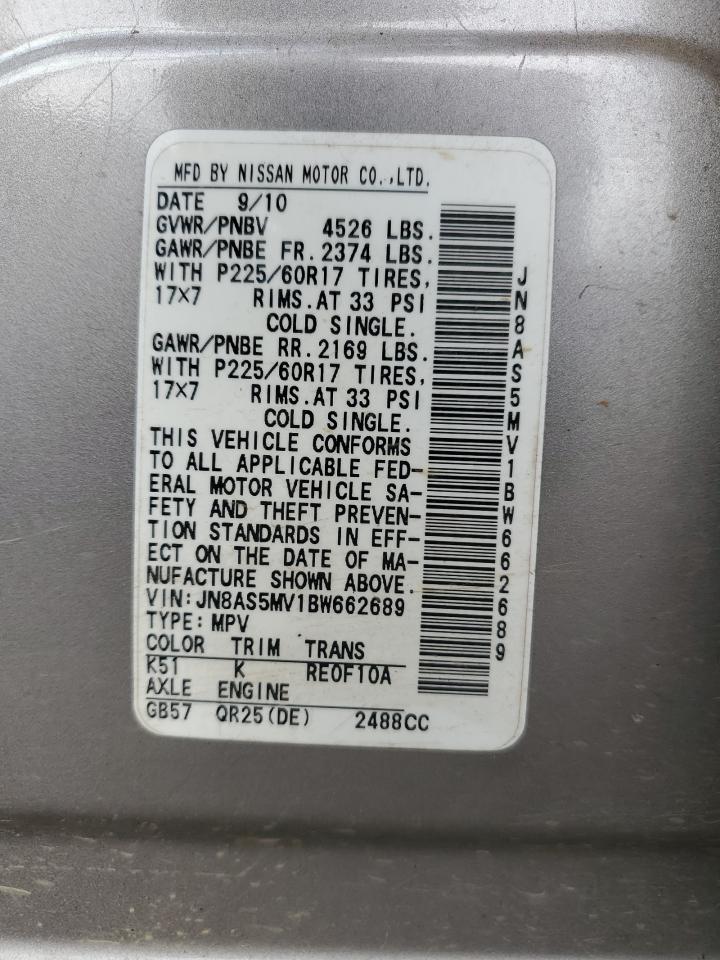 MFD BY NISSAN MOTOR CO.,LTD.
DATE 9/10
GVWR/PNBV 4526 LBS.
GAWR/PNBE FR.2374 LBS.
WITH P225/60R17 TIRES,
17×7 RIMS.AT 33 PSI
COLD SINGLE.
GAWR/PNBE RR.2169 LBS.
WITH P225/60R17 TIRES,
17×7 RIMS.AT 33 PSI
COLD SINGLE.
THIS VEHICLE CONFORMS
TO ALL APPLICABLE FED-
ERAL MOTOR VEHICLE SA-
FETY AND THEFT PREVEN-
TION STANDARDS IN EFF-
ECT ON THE DATE OF MA-
NUFACTURE SHOWN ABOVE.
VIN:JN8AS5MV1BW662689
TYPE:MPV
COLOR TRIM TRANS
K51 K RE0F10A
AXLE ENGINE
GB57 QR25(DE) 2488CC
JN8AS5MV1BW662689